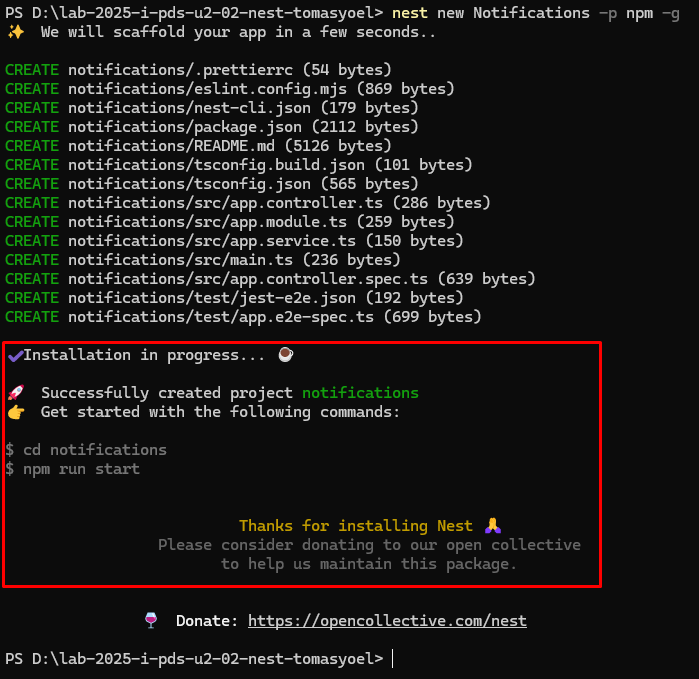 PS D:\lab-2025-i-pds-u2-02-nest-tomasyoel> nest new Notifications -p npm -g
✨ We will scaffold your app in a few seconds..
CREATE notifications/.prettierrc (54 bytes)
CREATE notifications/eslint.config.mjs (869 bytes)
CREATE notifications/nest-cli.json (179 bytes)
CREATE notifications/package.json (2112 bytes)
CREATE notifications/README.md (5126 bytes)
CREATE notifications/tsconfig.build.json (101 bytes)
CREATE notifications/tsconfig.json (565 bytes)
CREATE notifications/src/app.controller.ts (286 bytes)
CREATE notifications/src/app.module.ts (259 bytes)
CREATE notifications/src/app.service.ts (150 bytes)
CREATE notifications/src/main.ts (236 bytes)
CREATE notifications/src/app.controller.spec.ts (639 bytes)
CREATE notifications/test/jest-e2e.json (192 bytes)
CREATE notifications/test/app.e2e-spec.ts (699 bytes)
✔Installation in progress... ☕
🚀 Successfully created project notifications
👉 Get started with the following commands:
$ cd notifications
$ npm run start
Thanks for installing Nest 🙏
Please consider donating to our open collective
to help us maintain this package.
🍷 Donate: https://opencollective.com/nest
PS D:\lab-2025-i-pds-u2-02-nest-tomasyoel>